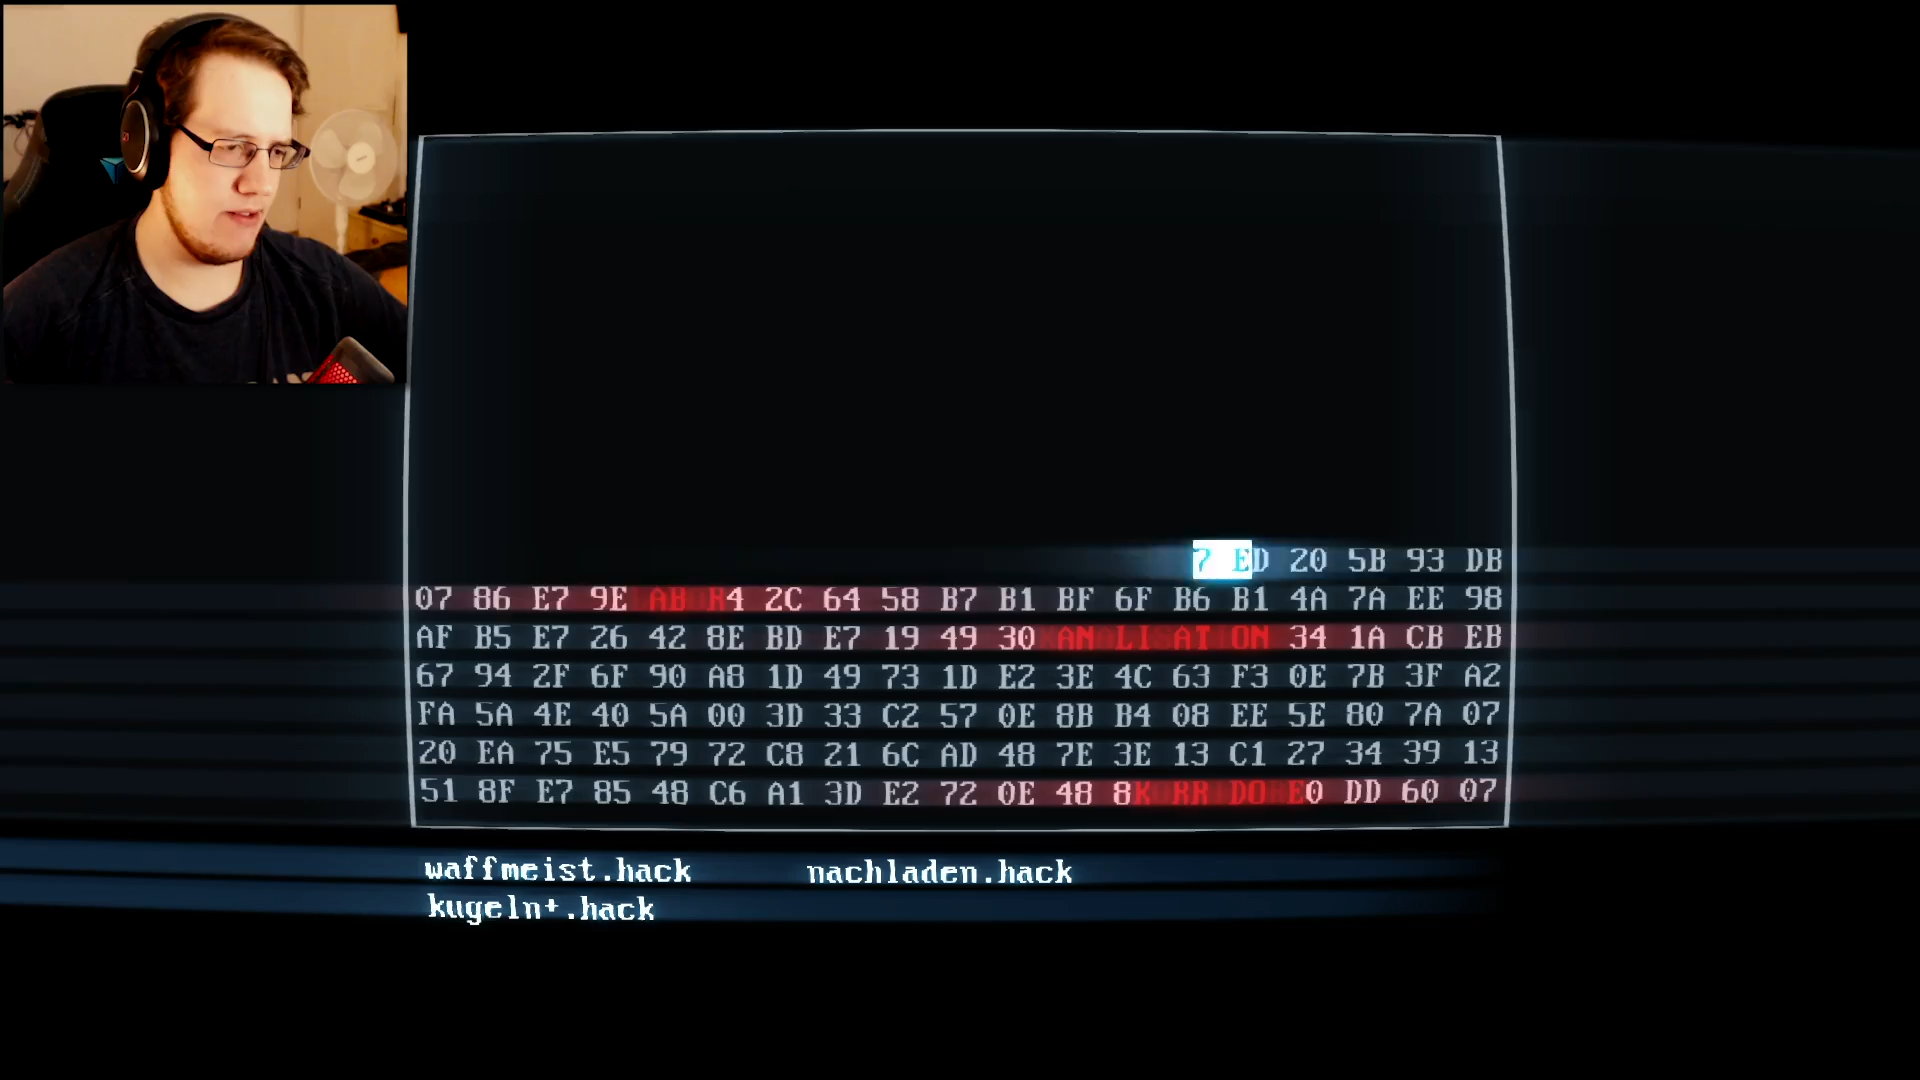 7 ED 20 5B 93 DB
07 86 E7 9E AB R4 2C 64 58 B7 B1 BF 6F B6 B1 4A 7A EE 98
AF B5 E7 26 42 8E BD E7 19 49 30 KANALISATION 34 1A CB EB
67 94 2F 6F 90 A8 1D 49 73 1D E2 3E 4C 63 F3 0E 7B 3F A2
FA 5A 4E 40 5A 00 3D 33 C2 57 0E 8B B4 08 EE 5E 80 7A 07
20 EA 75 E5 79 72 C8 21 6C AD 48 7E 3E 13 C1 27 34 39 13
51 8F E7 85 48 C6 A1 3D E2 72 0E 48 8KORRIDORE0 DD 60 07
waffmeist.hack nachladen.hack
kugeln+.hack